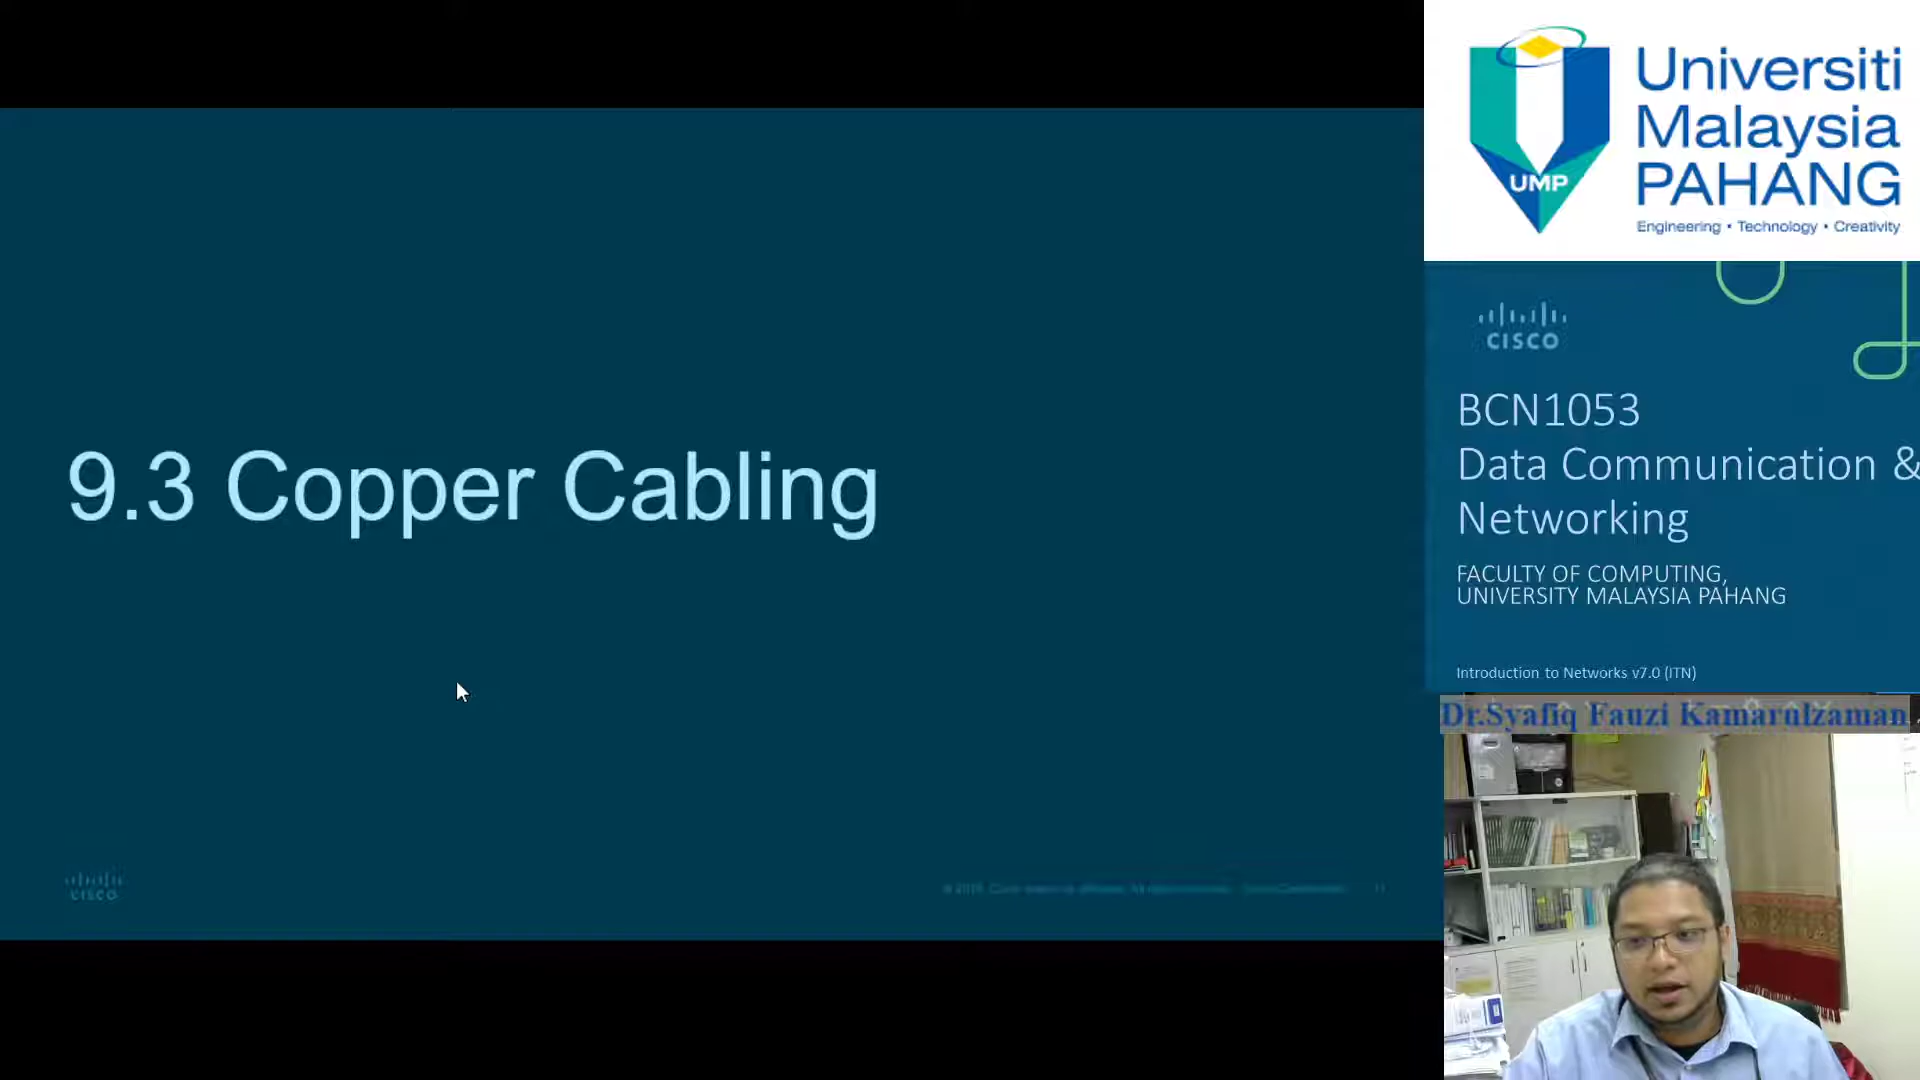 9.3 Copper Cabling
CISCO
Universiti
Malaysia
PAHANG
Engineering • Technology • Creativity
UMP
CISCO
BCN1053
Data Communication &
Networking
FACULTY OF COMPUTING,
UNIVERSITY MALAYSIA PAHANG
Introduction to Networks v7.0 (ITN)
Dr.Syafiq Fauzi Kamarulzaman